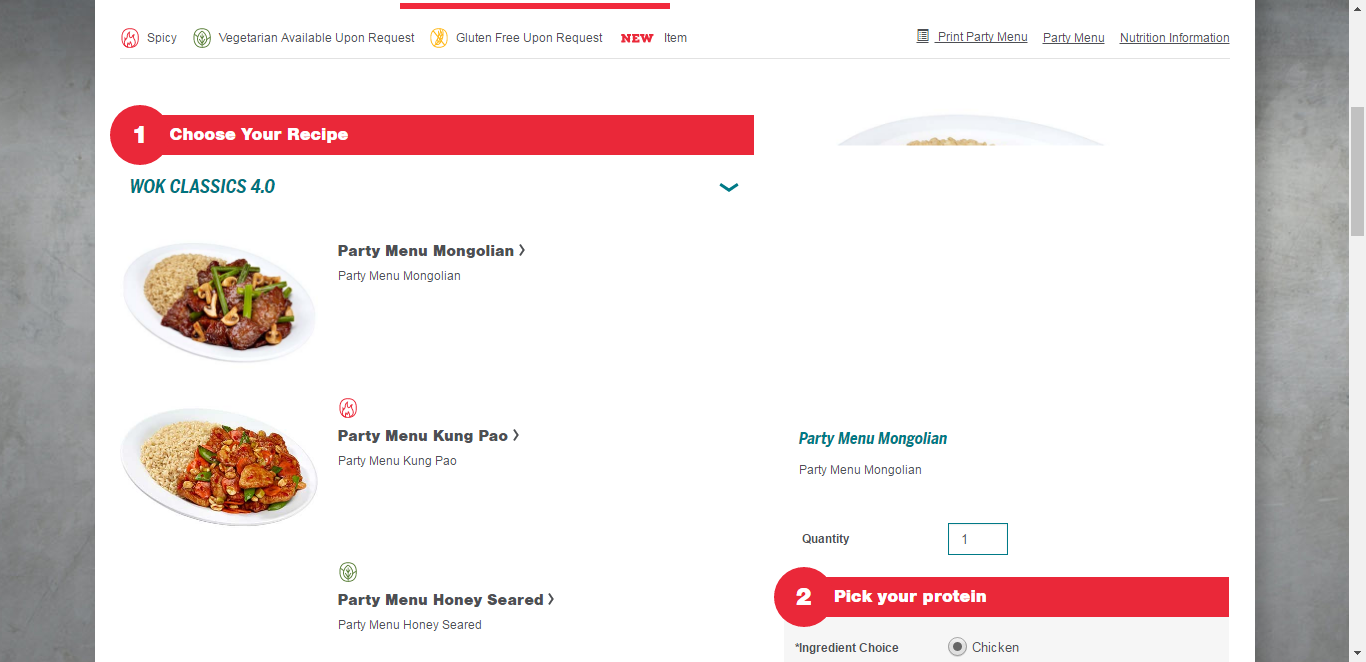 Spicy Vegetarian Available Upon Request Gluten Free Upon Request NEW Item Print Party Menu Party Menu Nutrition Information
1 Choose Your Recipe
WOK CLASSICS 4.0
Party Menu Mongolian
Party Menu Mongolian
Party Menu Kung Pao
Party Menu Kung Pao
Party Menu Honey Seared
Party Menu Honey Seared
Party Menu Mongolian
Party Menu Mongolian
Quantity 1
2 Pick your protein
*Ingredient Choice Chicken